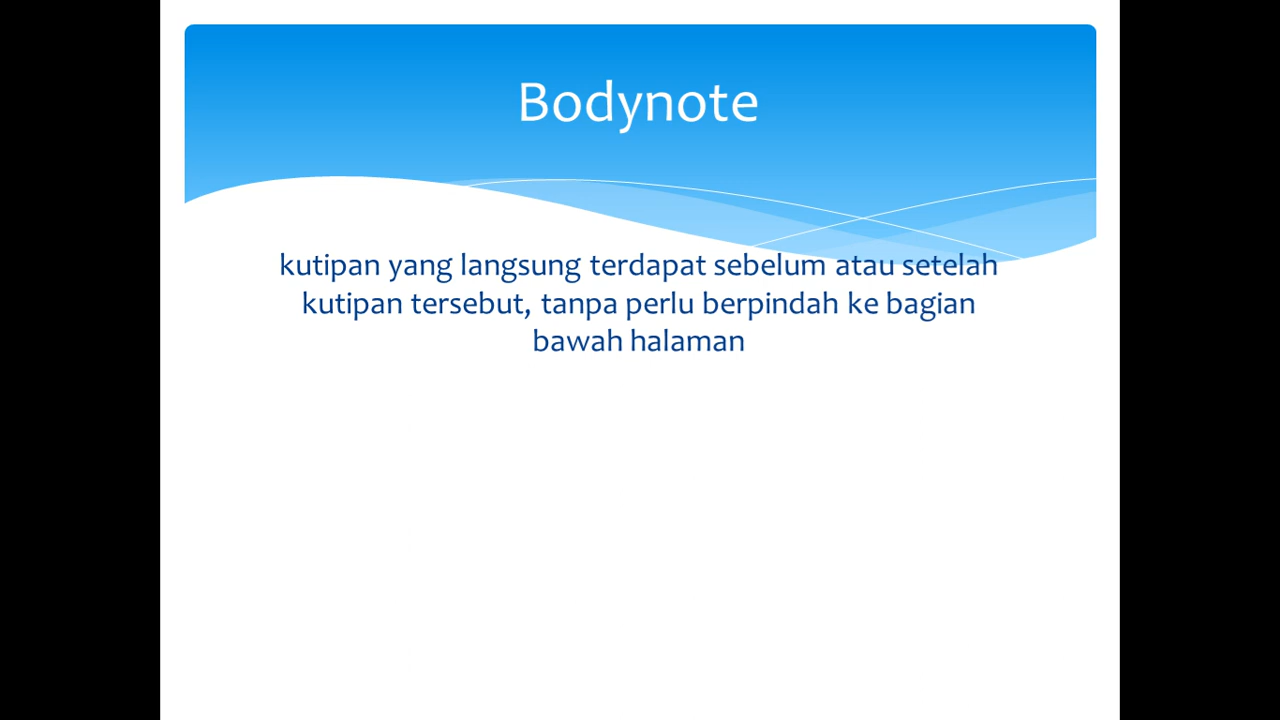 Bodynote
kutipan yang langsung terdapat sebelum atau setelah
kutipan tersebut, tanpa perlu berpindah ke bagian
bawah halaman